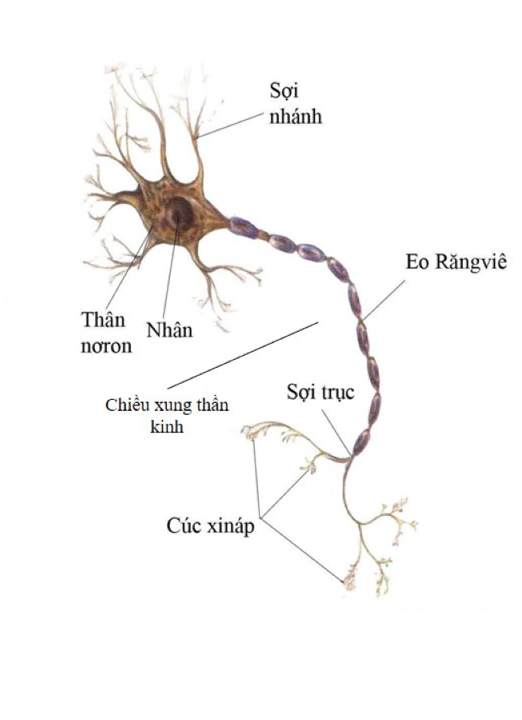 Sợi
nhánh
Eo Răngviê
Thân
nơron
Nhân
Sợi trục
Chiều xung thần
kinh
Cúc xináp